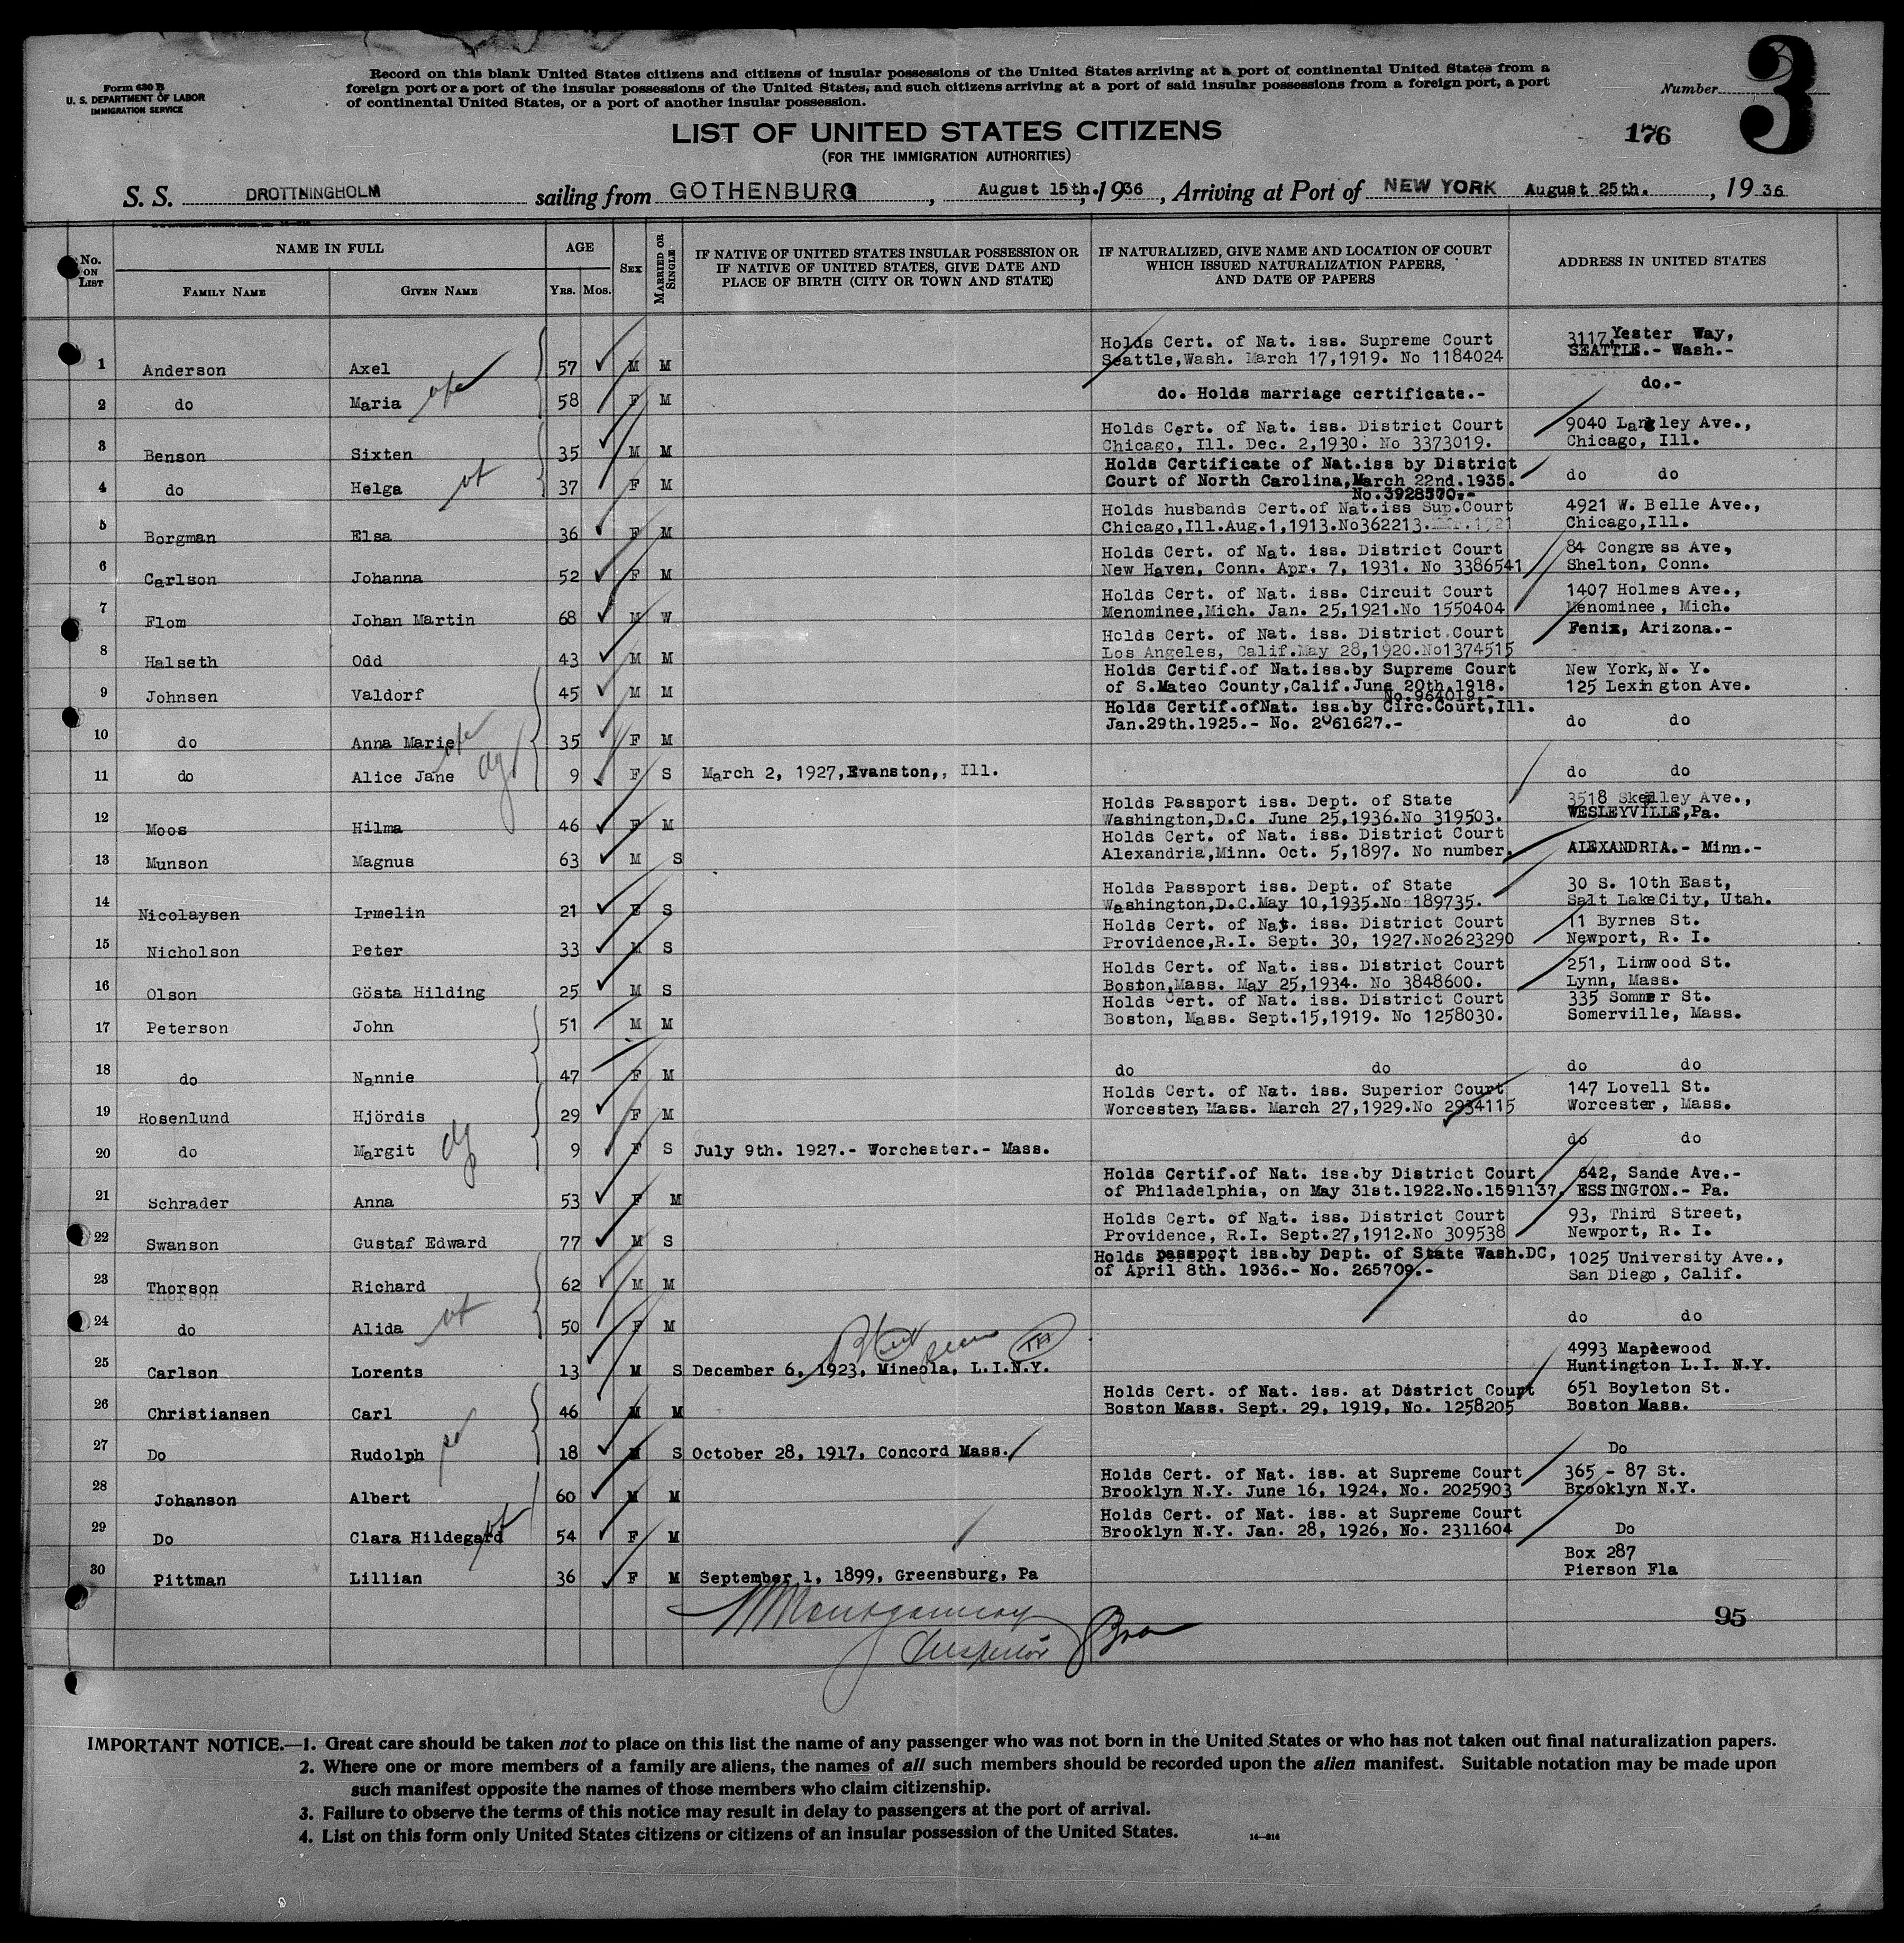 Form 630 B
U. S. DEPARTMENT OF LABOR
IMMIGRATION SERVICE
Record on this blank United States citizens and citizens of insular possessions of the United States arriving at a port of continental United States from a
foreign port or a port of the insular possessions of the United States, and such citizens arriving at a port of said insular possessions from a foreign port, a port
of continental United States, or a port of another insular possession.
Number
3
176
LIST OF UNITED STATES CITIZENS
(FOR THE IMMIGRATION AUTHORITIES)
S. S. DROTTNINGHOLM sailing from GOTHENBURG, August 15th., 1936, Arriving at Port of NEW YORK August 25th., 1936
No. ON LIST
NAME IN FULL
FAMILY NAME
GIVEN NAME
AGE
YRS. MOS.
SEX
MARRIED OR SINGLE
IF NATIVE OF UNITED STATES INSULAR POSSESSION OR
IF NATIVE OF UNITED STATES, GIVE DATE AND
PLACE OF BIRTH (CITY OR TOWN AND STATE)
IF NATURALIZED, GIVE NAME AND LOCATION OF COURT
WHICH ISSUED NATURALIZATION PAPERS,
AND DATE OF PAPERS
ADDRESS IN UNITED STATES
1 Anderson Axel 57 M M Holds Cert. of Nat. iss. Supreme Court 3117 Yester Way,
Seattle, Wash. March 17,1919. No 1184024 SEATTLE.- Wash.-
2 do Maria 58 F M do. Holds marriage certificate.- do.-
3 Benson Sixten 35 M M Holds Cert. of Nat. iss. District Court 9040 Langley Ave.,
Chicago, Ill. Dec. 2,1930. No 3373019. Chicago, Ill.
4 do Helga 37 F M Holds Certificate of Nat.iss by District do do
Court of North Carolina,March 22nd.1935.
No.3928570.-
5 Borgman Elsa 36 F M Holds husbands Cert.of Nat.iss Sup.Court 4921 W. Belle Ave.,
Chicago,Ill.Aug.1,1913.No362213. Chicago,Ill.
6 Carlson Johanna 52 F M Holds Cert. of Nat. iss. District Court 84 Congress Ave,
New Haven, Conn. Apr. 7, 1931. No 3386541 Shelton, Conn.
7 Flom Johan Martin 68 M W Holds Cert. of Nat. iss. Circuit Court 1407 Holmes Ave.,
Menominee,Mich. Jan. 25,1921.No 1550404 Menominee, Mich.
8 Halseth Odd 43 M M Holds Cert. of Nat. iss. District Court Fenix, Arizona.-
Los Angeles, Calif.May 28,1920.No1374515
9 Johnsen Valdorf 45 M M Holds Certif.of Nat.iss.by Supreme Court New York, N. Y.
of S.Mateo County,Calif.June 20th.1918. 125 Lexington Ave.
No.964019.-
10 do Anna Marie 35 F M Holds Certif.ofNat. iss.by Circ.Court,Ill.
Jan.29th.1925.- No. 2061627.- do do
11 do Alice Jane 9 F S March 2, 1927,Evanston,, Ill. do do
12 Moos Hilma 46 F M Holds Passport iss. Dept. of State 3518 Skelley Ave.,
Washington,D.C. June 25,1936.No 319503. WESLEYVILLE,Pa.
13 Munson Magnus 63 M S Holds Cert. of Nat. iss. District Court
Alexandria,Minn. Oct. 5,1897. No number. ALEXANDRIA.- Minn.-
14 Nicolaysen Irmelin 21 F S Holds Passport iss. Dept. of State 30 S. 10th East,
Washington,D.C.May 10,1935.No 189735. Salt Lake City, Utah.
15 Nicholson Peter 33 M S Holds Cert. of Nat. iss. District Court 11 Byrnes St.
Providence,R.I. Sept. 30, 1927.No2623290 Newport, R. I.
16 Olson Gösta Hilding 25 M S Holds Cert. of Nat. iss. District Court 251, Linwood St.
Boston,Mass. May 25,1934. No 3848600. Lynn, Mass.
17 Peterson John 51 M M Holds Cert. of Nat. iss. District Court 335 Sommer St.
Boston, Mass. Sept.15,1919. No 1258030. Somerville, Mass.
18 do Nannie 47 F M do do do do
19 Rosenlund Hjördis 29 F M Holds Cert. of Nat. iss. Superior Court 147 Lovell St.
Worcester, Mass. March 27,1929.No 2934115 Worcester, Mass.
20 do Margit 9 F S July 9th. 1927.- Worchester.- Mass. do do
21 Schrader Anna 53 F M Holds Certif.of Nat. iss.by District Court 642, Sande Ave.-
of Philadelphia, on May 31st.1922.No.1591137. ESSINGTON.- Pa.
22 Swanson Gustaf Edward 77 M S Holds Cert. of Nat. iss. District Court 93, Third Street,
Providence, R.I. Sept.27,1912.No 309538 Newport, R. I.
23 Thorson Richard 62 M M Holds passport iss.by Dept. of State Wash.DC, 1025 University Ave.,
of April 8th. 1936.- No. 265709.- San Diego, Calif.
24 do Alida 50 F M do do
25 Carlson Lorents 13 M S December 6, 1923, Mineola, L.I.N.Y. 4993 Maplewood
Huntington L.I. N.Y.
26 Christiansen Carl 46 M M Holds Cert. of Nat. iss. at District Court 651 Boyleton St.
Boston Mass. Sept. 29, 1919, No. 1258205 Boston Mass.
27 Do Rudolph 18 M S October 28, 1917, Concord Mass. Do
28 Johanson Albert 60 M M Holds Cert. of Nat. iss. at Supreme Court 365 - 87 St.
Brooklyn N.Y. June 16, 1924, No. 2025903 Brooklyn N.Y.
29 Do Clara Hildegard 54 F M Holds Cert. of Nat. iss. at Supreme Court
Brooklyn N.Y. Jan. 28, 1926, No. 2311604 Do
30 Pittman Lillian 36 F M September 1, 1899, Greensburg, Pa Box 287
Pierson Fla
Montgomery
Inspector
95
IMPORTANT NOTICE.—1. Great care should be taken not to place on this list the name of any passenger who was not born in the United States or who has not taken out final naturalization papers.
2. Where one or more members of a family are aliens, the names of all such members should be recorded upon the alien manifest. Suitable notation may be made upon
such manifest opposite the names of those members who claim citizenship.
3. Failure to observe the terms of this notice may result in delay to passengers at the port of arrival.
4. List on this form only United States citizens or citizens of an insular possession of the United States.
14—214